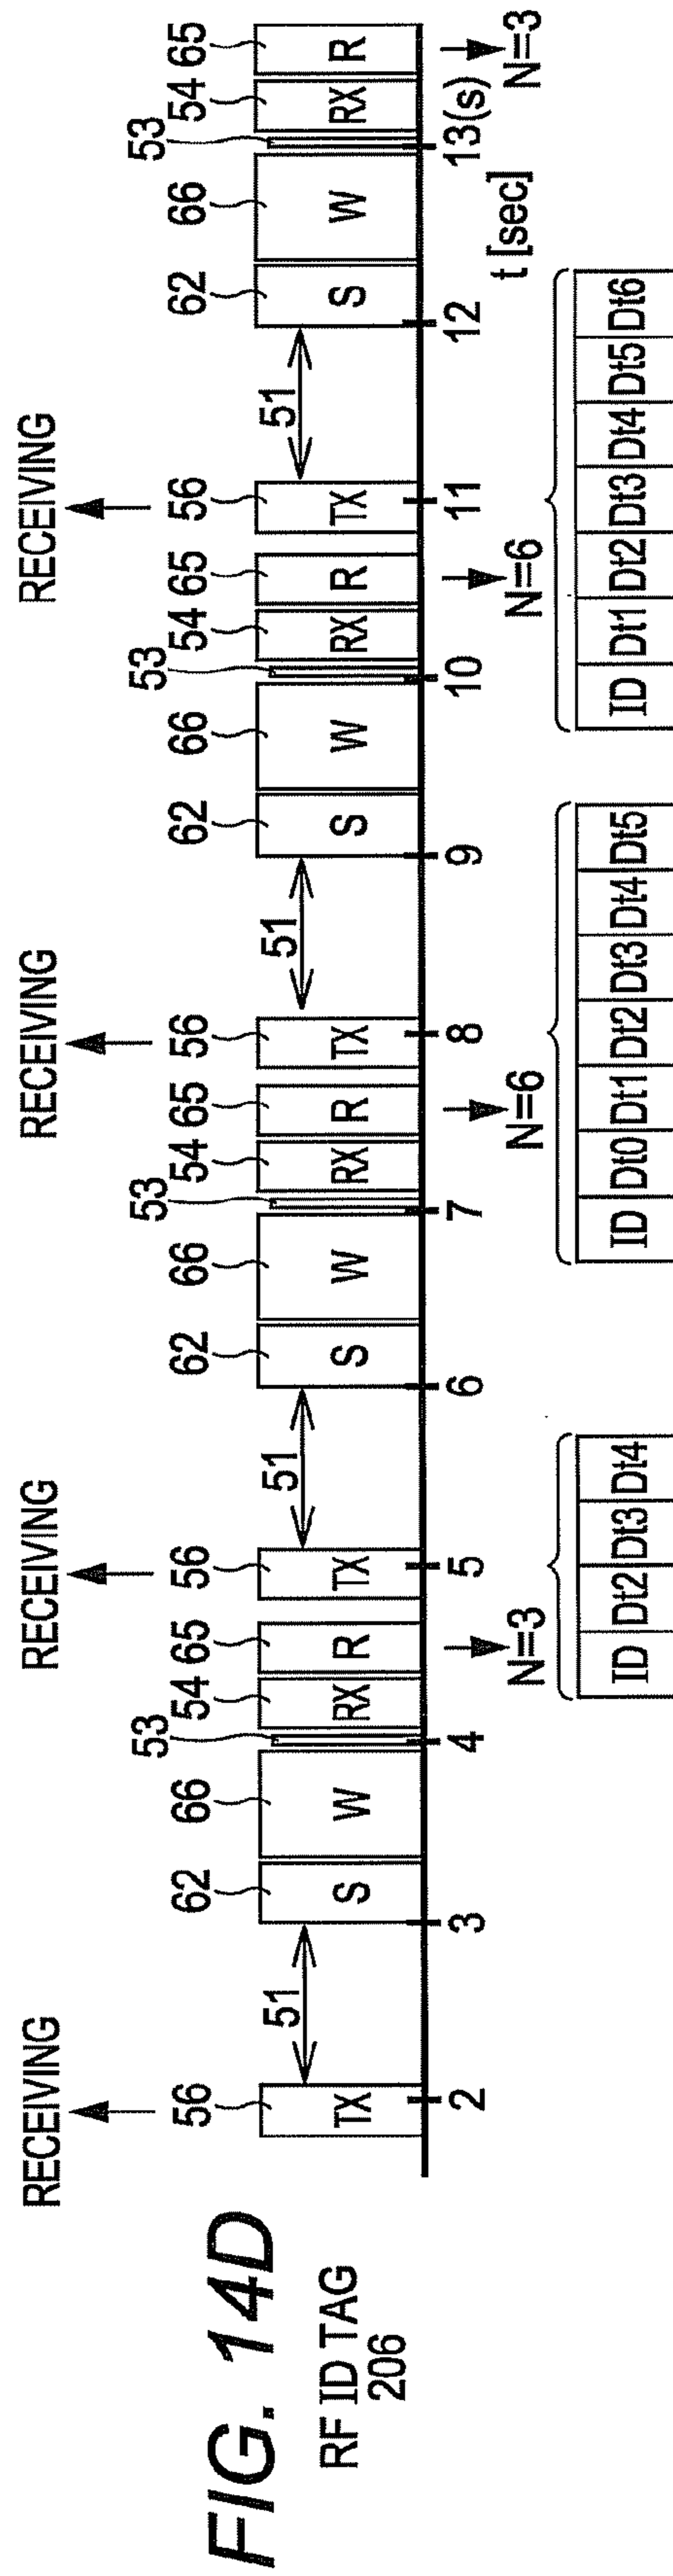 FIG. 14D
RF ID TAG
206
RECEIVING RECEIVING RECEIVING RECEIVING
56 62 66 53 54 65 56 62 66 53 54 65 56 62 66 53 54 65 56 62 66 53 54 65
TX 51 S W RX R TX 51 S W RX R TX 51 S W RX R TX 51 S W RX R
2 3 4 5 6 7 8 9 10 11 12 13(s)
t [sec]
N=3 N=6 N=6 N=3
ID Dt2 Dt3 Dt4
ID Dt0 Dt1 Dt2 Dt3 Dt4 Dt5
ID Dt1 Dt2 Dt3 Dt4 Dt5 Dt6